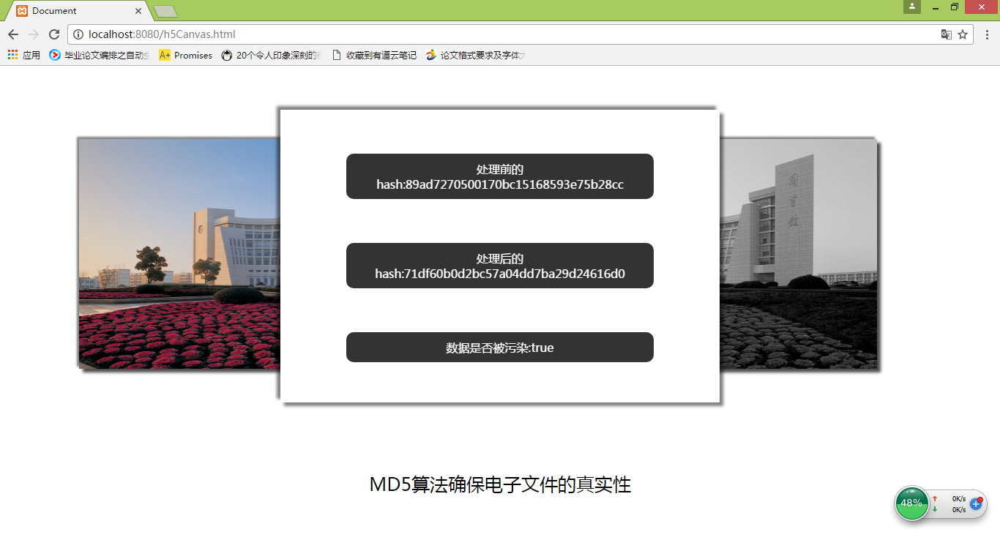 Document
localhost:8080/h5Canvas.html
应用 毕业论文编排之自动生 A+ Promises 20个令人印象深刻的 收藏到有道云笔记 论文格式要求及字体
处理前的
hash:89ad7270500170bc15168593e75b28cc
处理后的
hash:71df60b0d2bc57a04dd7ba29d24616d0
数据是否被污染:true
图书馆
MD5算法确保电子文件的真实性
48%
0K/s
0K/s